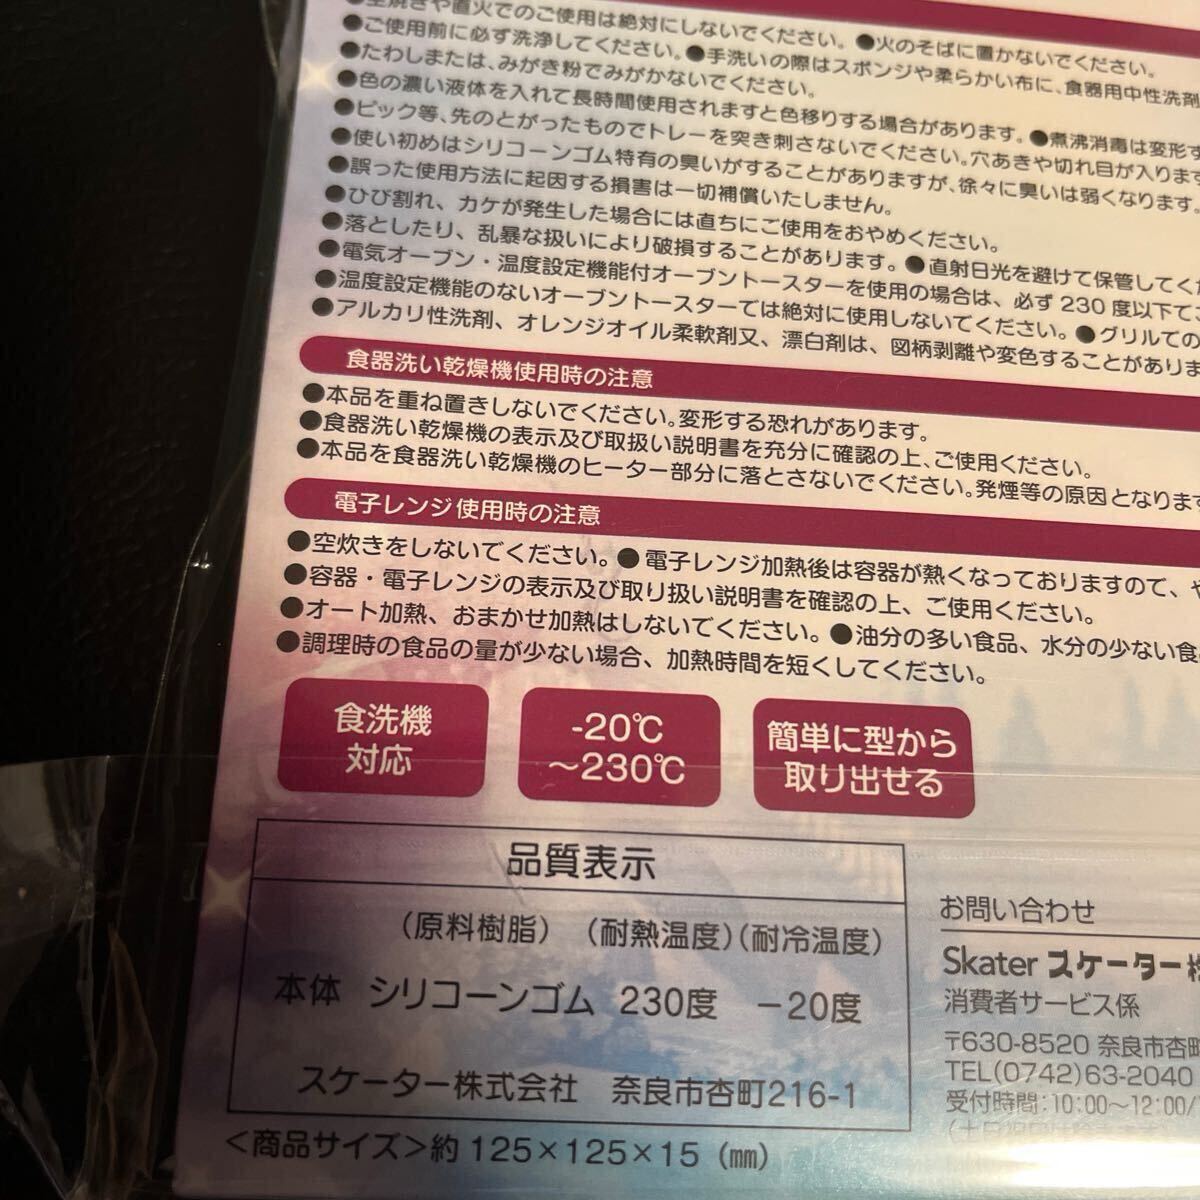 空焼きや直火でのご使用は絶対にしないでください。●火のそばに置かないでください。
●ご使用前に必ず洗浄してください。●手洗いの際はスポンジや柔らかい布に、食器用中性洗剤
●たわしまたは、みがき粉でみがかないでください。
●色の濃い液体を入れて長時間使用されますと色移りする場合があります。●煮沸消毒は変形す
●ピック等、先のとがったものでトレーを突き刺さないでください。穴あきや切れ目が入ります
●使い初めはシリコーンゴム特有の臭いがすることがありますが、徐々に臭いは弱くなります。
●誤った使用方法に起因する損害は一切補償いたしません。
●ひび割れ、カケが発生した場合には直ちにご使用をおやめください。
●落としたり、乱暴な扱いにより破損することがあります。●直射日光を避けて保管してくだ
●電気オーブン・温度設定機能付オーブントースターを使用の場合は、必ず230度以下でご
●温度設定機能のないオーブントースターでは絶対に使用しないでください。●グリルでの
●アルカリ性洗剤、オレンジオイル柔軟剤又、漂白剤は、図柄剥離や変色することがありま
食器洗い乾燥機使用時の注意
●本品を重ね置きしないでください。変形する恐れがあります。
●食器洗い乾燥機の表示及び取扱い説明書を充分に確認の上、ご使用ください。
●本品を食器洗い乾燥機のヒーター部分に落とさないでください。発煙等の原因となります
電子レンジ使用時の注意
●空炊きをしないでください。●電子レンジ加熱後は容器が熱くなっておりますので、や
●容器・電子レンジの表示及び取り扱い説明書を確認の上、ご使用ください。
●オート加熱、おまかせ加熱はしないでください。●油分の多い食品、水分の少ない食
●調理時の食品の量が少ない場合、加熱時間を短くしてください。
食洗機
対応
-20℃
～230℃
簡単に型から
取り出せる
品質表示
（原料樹脂）（耐熱温度）（耐冷温度）
本体 シリコーンゴム 230度 －20度
スケーター株式会社 奈良市杏町216-1
＜商品サイズ＞約125×125×15（㎜）
お問い合わせ
Skater スケーター株
消費者サービス係
〒630-8520 奈良市杏町
TEL(0742)63-2040
受付時間:10:00～12:00/